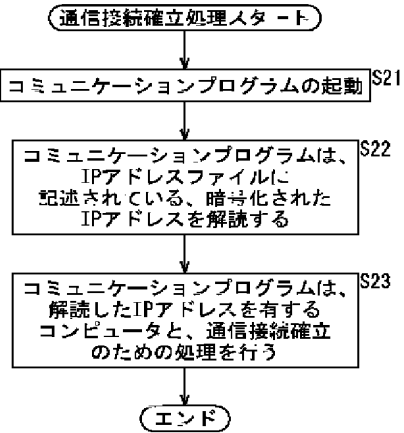 通信接続確立処理スタート
コミュニケーションプログラムの起動
S21
コミュニケーションプログラムは、
S22
IPアドレスファイルに
記述されている、暗号化された
IPアドレスを解読する
コミュニケーションプログラムは、
S23
解読したIPアドレスを有する
コンピュータと、通信接続確立
のための処理を行う
エンド